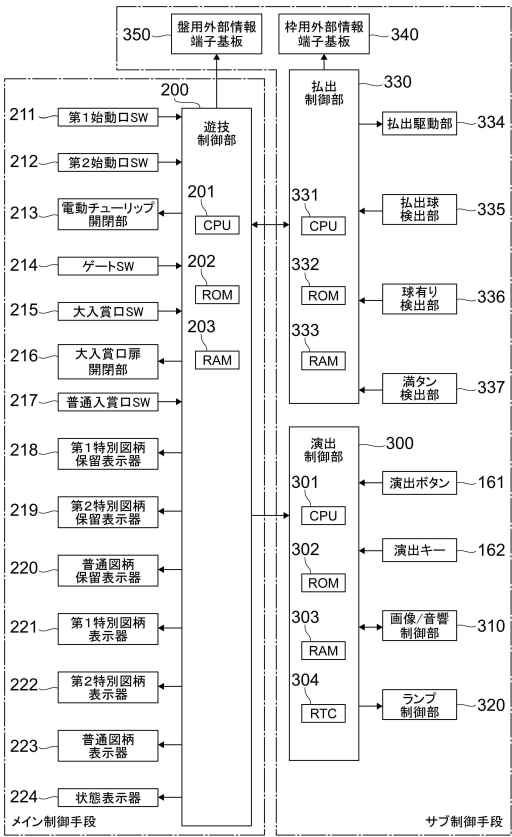 350
盤用外部情報
端子基板
枠用外部情報
端子基板
340
200
遊技
制御部
201
CPU
202
ROM
203
RAM
211
第1始動口SW
212
第2始動口SW
213
電動チューリップ
開閉部
214
ゲートSW
215
大入賞口SW
216
大入賞口扉
開閉部
217
普通入賞口SW
218
第1特別図柄
保留表示器
219
第2特別図柄
保留表示器
220
普通図柄
保留表示器
221
第1特別図柄
表示器
222
第2特別図柄
表示器
223
普通図柄
表示器
224
状態表示器
メイン制御手段
払出
制御部
330
331
CPU
332
ROM
333
RAM
払出駆動部
334
払出球
検出部
335
球有り
検出部
336
満タン
検出部
337
演出
制御部
300
301
CPU
302
ROM
303
RAM
304
RTC
演出ボタン
161
演出キー
162
画像/音響
制御部
310
ランプ
制御部
320
サブ制御手段